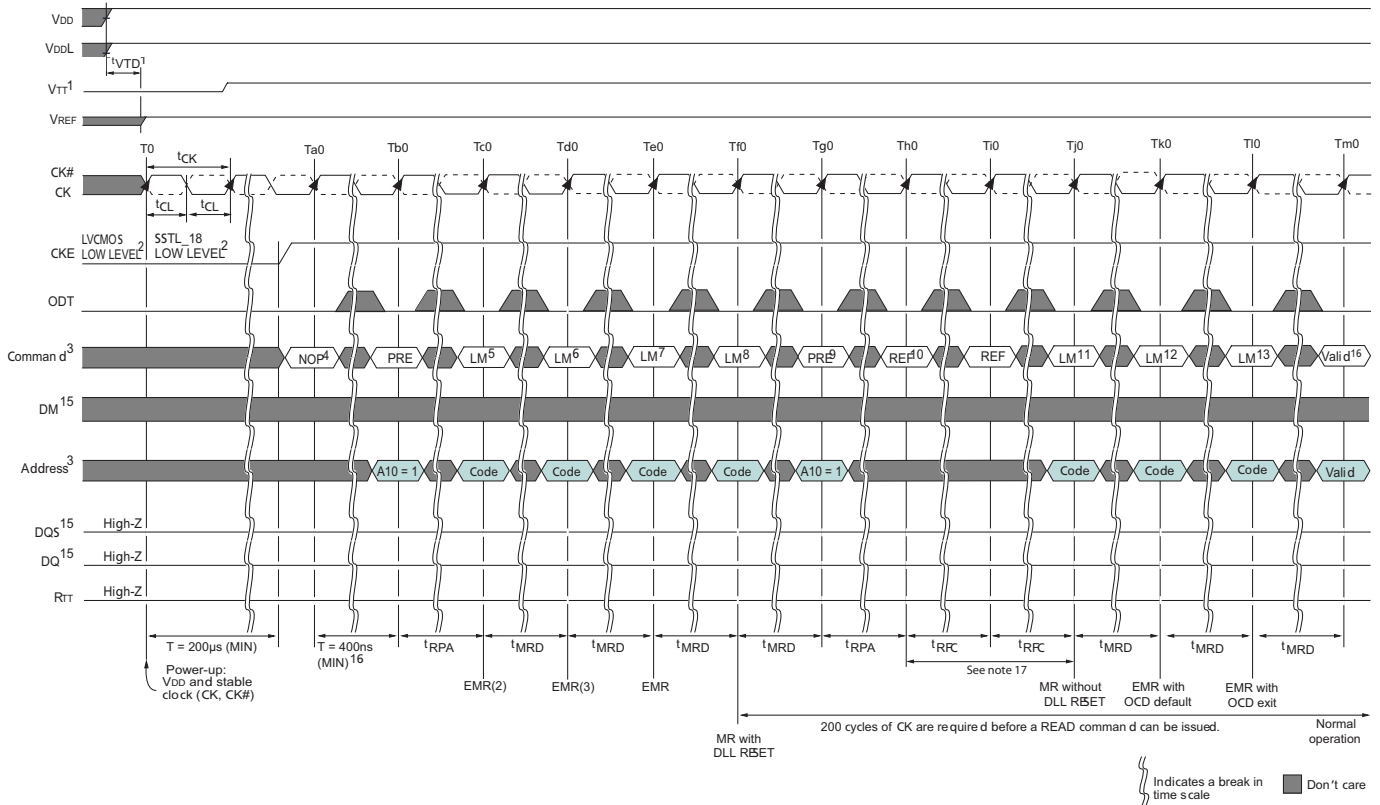 VDD
VDDL
tVTD1
VTT1
VREF
T0 Ta0 Tb0 Tc0 Td0 Te0 Tf0 Tg0 Th0 Ti0 Tj0 Tk0 Tl0 Tm0
tCK
CK#
CK
tCL tCL
CKE
LVCMOS
LOW LEVEL2
SSTL_18
LOW LEVEL2
ODT
Command3 NOP4 PRE LM5 LM6 LM7 LM8 PRE9 REF10 REF LM11 LM12 LM13 Valid16
DM15
Address3 A10 = 1 Code Code Code Code A10 = 1 Code Code Code Valid
DQS15 High-Z
DQ15 High-Z
RTT High-Z
T = 200μs (MIN)
T = 400ns
(MIN)16
tRPA tMRD tMRD tMRD tMRD tRPA tRFC tRFC tMRD tMRD tMRD
See note 17
Power-up:
VDD and stable
clock (CK, CK#)
EMR(2) EMR(3) EMR
MR without
DLL RESET
EMR with
OCD default
EMR with
OCD exit
200 cycles of CK are required before a READ command can be issued.
Normal
operation
MR with
DLL RESET
Indicates a break in
time scale
Don't care